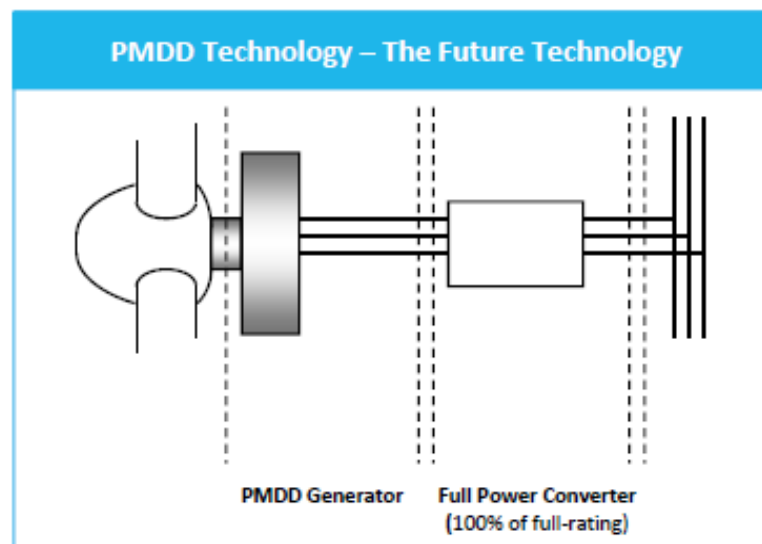 PMDD Technology – The Future Technology
PMDD Generator
Full Power Converter
(100% of full-rating)